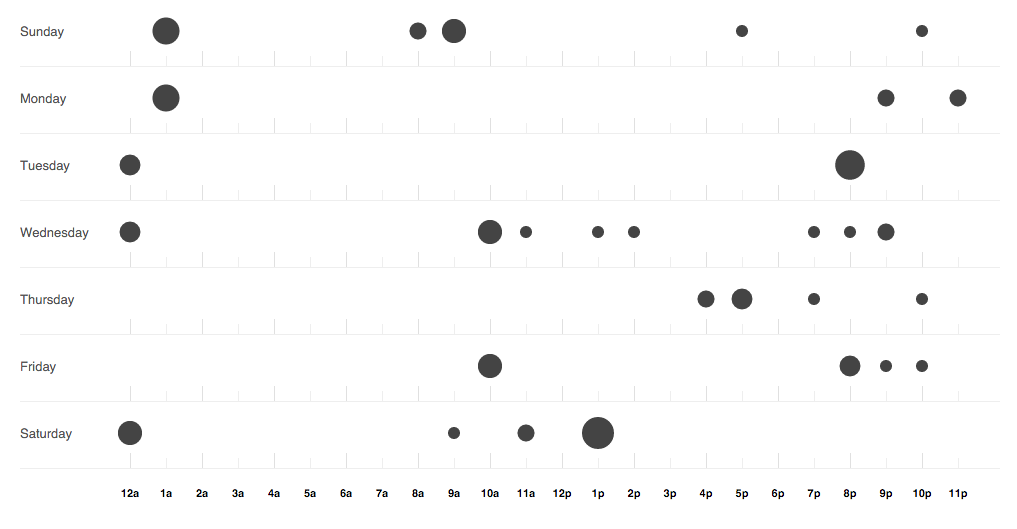 Sunday
Monday
Tuesday
Wednesday
Thursday
Friday
Saturday
12a 1a 2a 3a 4a 5a 6a 7a 8a 9a 10a 11a 12p 1p 2p 3p 4p 5p 6p 7p 8p 9p 10p 11p